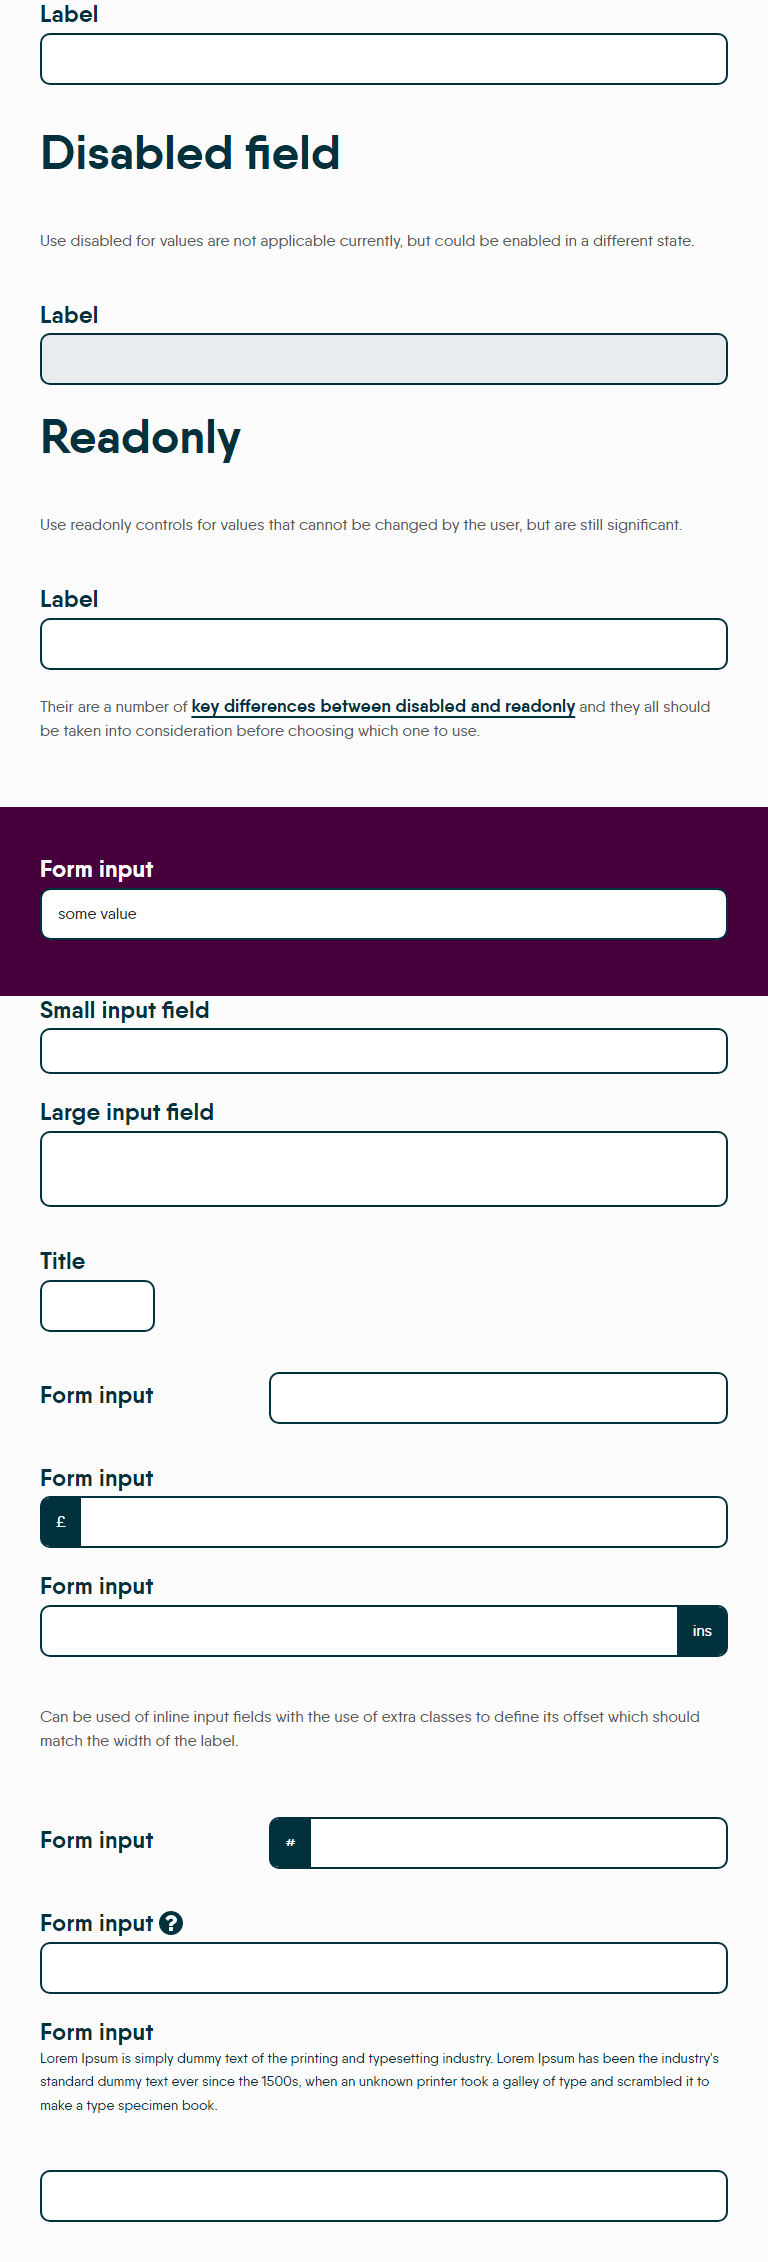 Label
Disabled field
Use disabled for values are not applicable currently, but could be enabled in a different state.
Label
Readonly
Use readonly controls for values that cannot be changed by the user, but are still significant.
Label
Their are a number of key differences between disabled and readonly and they all should
be taken into consideration before choosing which one to use.
Form input
some value
Small input field
Large input field
Title
Form input
Form input
£
Form input
ins
Can be used of inline input fields with the use of extra classes to define its offset which should
match the width of the label.
Form input
#
Form input ?
Form input
Lorem Ipsum is simply dummy text of the printing and typesetting industry. Lorem Ipsum has been the industry's
standard dummy text ever since the 1500s, when an unknown printer took a galley of type and scrambled it to
make a type specimen book.